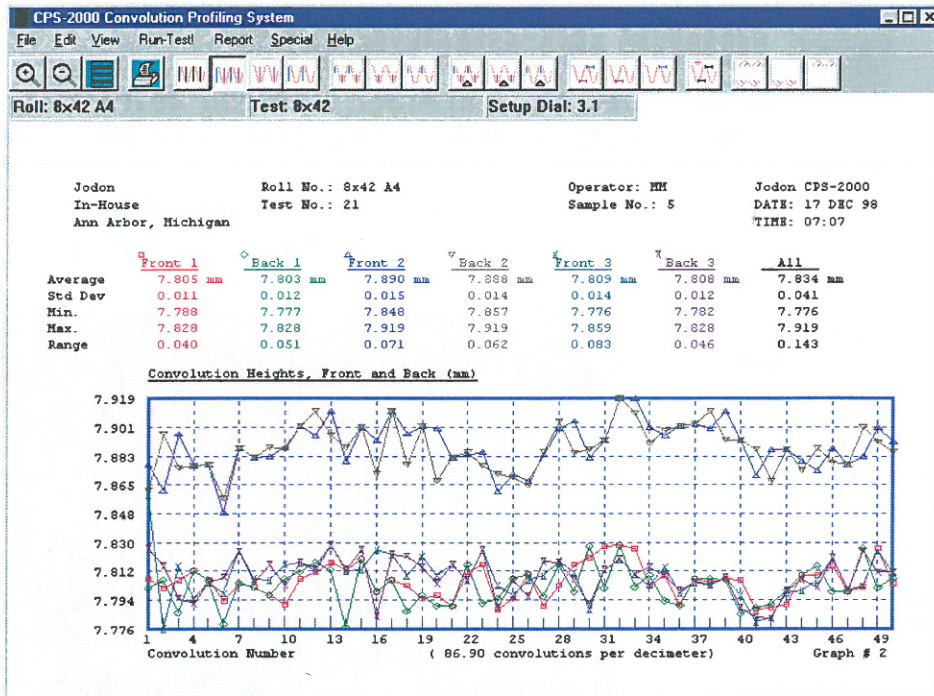 CPS-2000 Convolution Profiling System
File Edit View Run-Test! Report Special Help
Roll: 8x42 A4 Test: 8x42 Setup Dial: 3.1
Jodon Roll No.: 8x42 A4 Operator: MM Jodon CPS-2000
In-House Test No.: 21 Sample No.: 5 DATE: 17 DEC 98
Ann Arbor, Michigan TIME: 07:07
Front 1 Back 1 Front 2 Back 2 Front 3 Back 3 All
Average 7.805 mm 7.803 mm 7.890 mm 7.888 mm 7.809 mm 7.808 mm 7.834 mm
Std Dev 0.011 0.012 0.015 0.014 0.014 0.012 0.041
Min. 7.788 7.777 7.848 7.857 7.776 7.782 7.776
Max. 7.828 7.828 7.919 7.919 7.859 7.828 7.919
Range 0.040 0.051 0.071 0.062 0.083 0.046 0.143
Convolution Heights, Front and Back (mm)
7.919
7.901
7.883
7.865
7.848
7.830
7.812
7.794
7.776
1 4 7 10 13 16 19 22 25 28 31 34 37 40 43 46 49
Convolution Number ( 86.90 convolutions per decimeter) Graph # 2